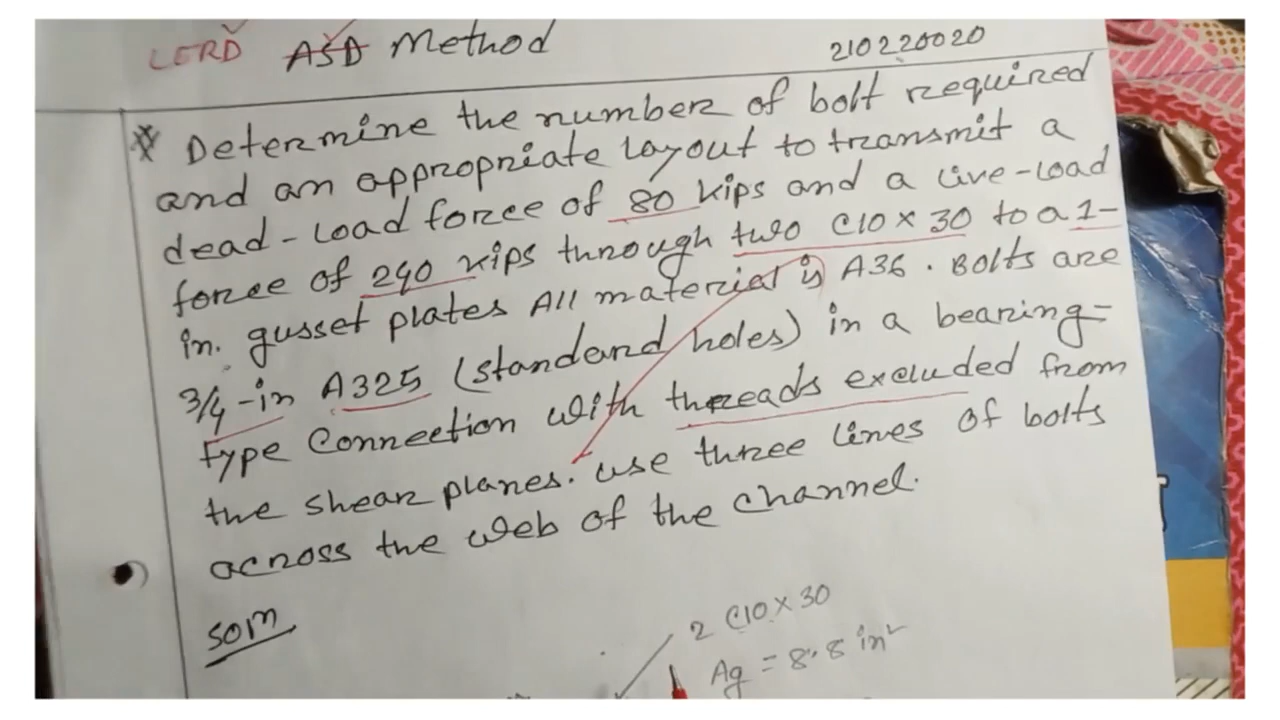 LERD ASD Method
210220020
* Determine the number of bolt required
and an appropriate layout to transmit a
dead-load force of 80 kips and a live-load
force of 240 kips through two C10 x 30 to a 1-
in. gusset plates All material is A36. Bolts are
3/4-in A325 (standard holes) in a bearing-
type connection with threads excluded from
the shear planes. use three lines of bolts
across the web of the channel.
Soln
2 C10 x 30
Ag = 8.8 in²